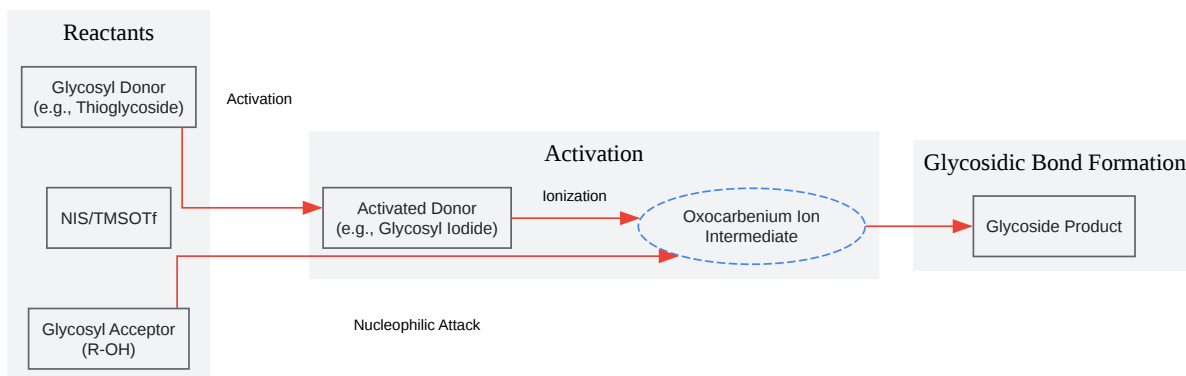 Reactants
Glycosyl Donor
(e.g., Thioglycoside)
Activation
NIS/TMSOTf
Glycosyl Acceptor
(R-OH)
Nucleophilic Attack
Activation
Activated Donor
(e.g., Glycosyl Iodide)
Ionization
Oxocarbenium Ion
Intermediate
Glycosidic Bond Formation
Glycoside Product